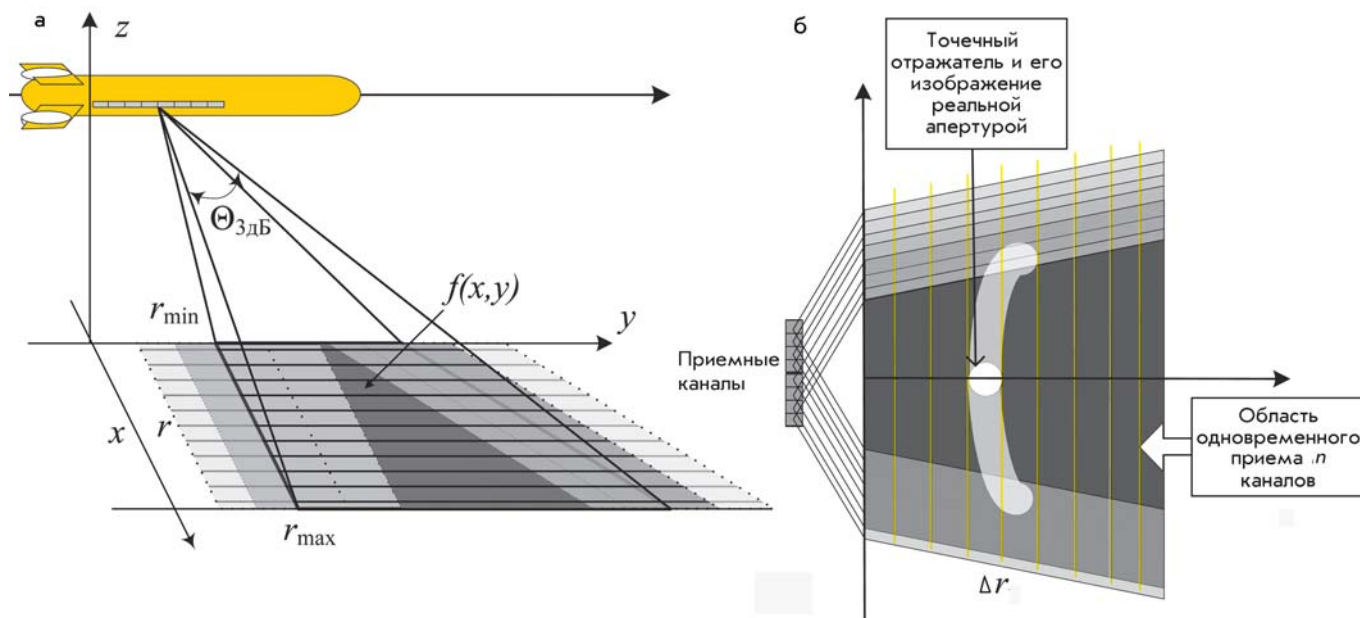 а
z
Θ3дБ
rmin
f(x,y)
y
x
r
rmax
б
Точечный
отражатель и его
изображение
реальной
апертурой
Приемные
каналы
Область
одновременного
приема n
каналов
Δr